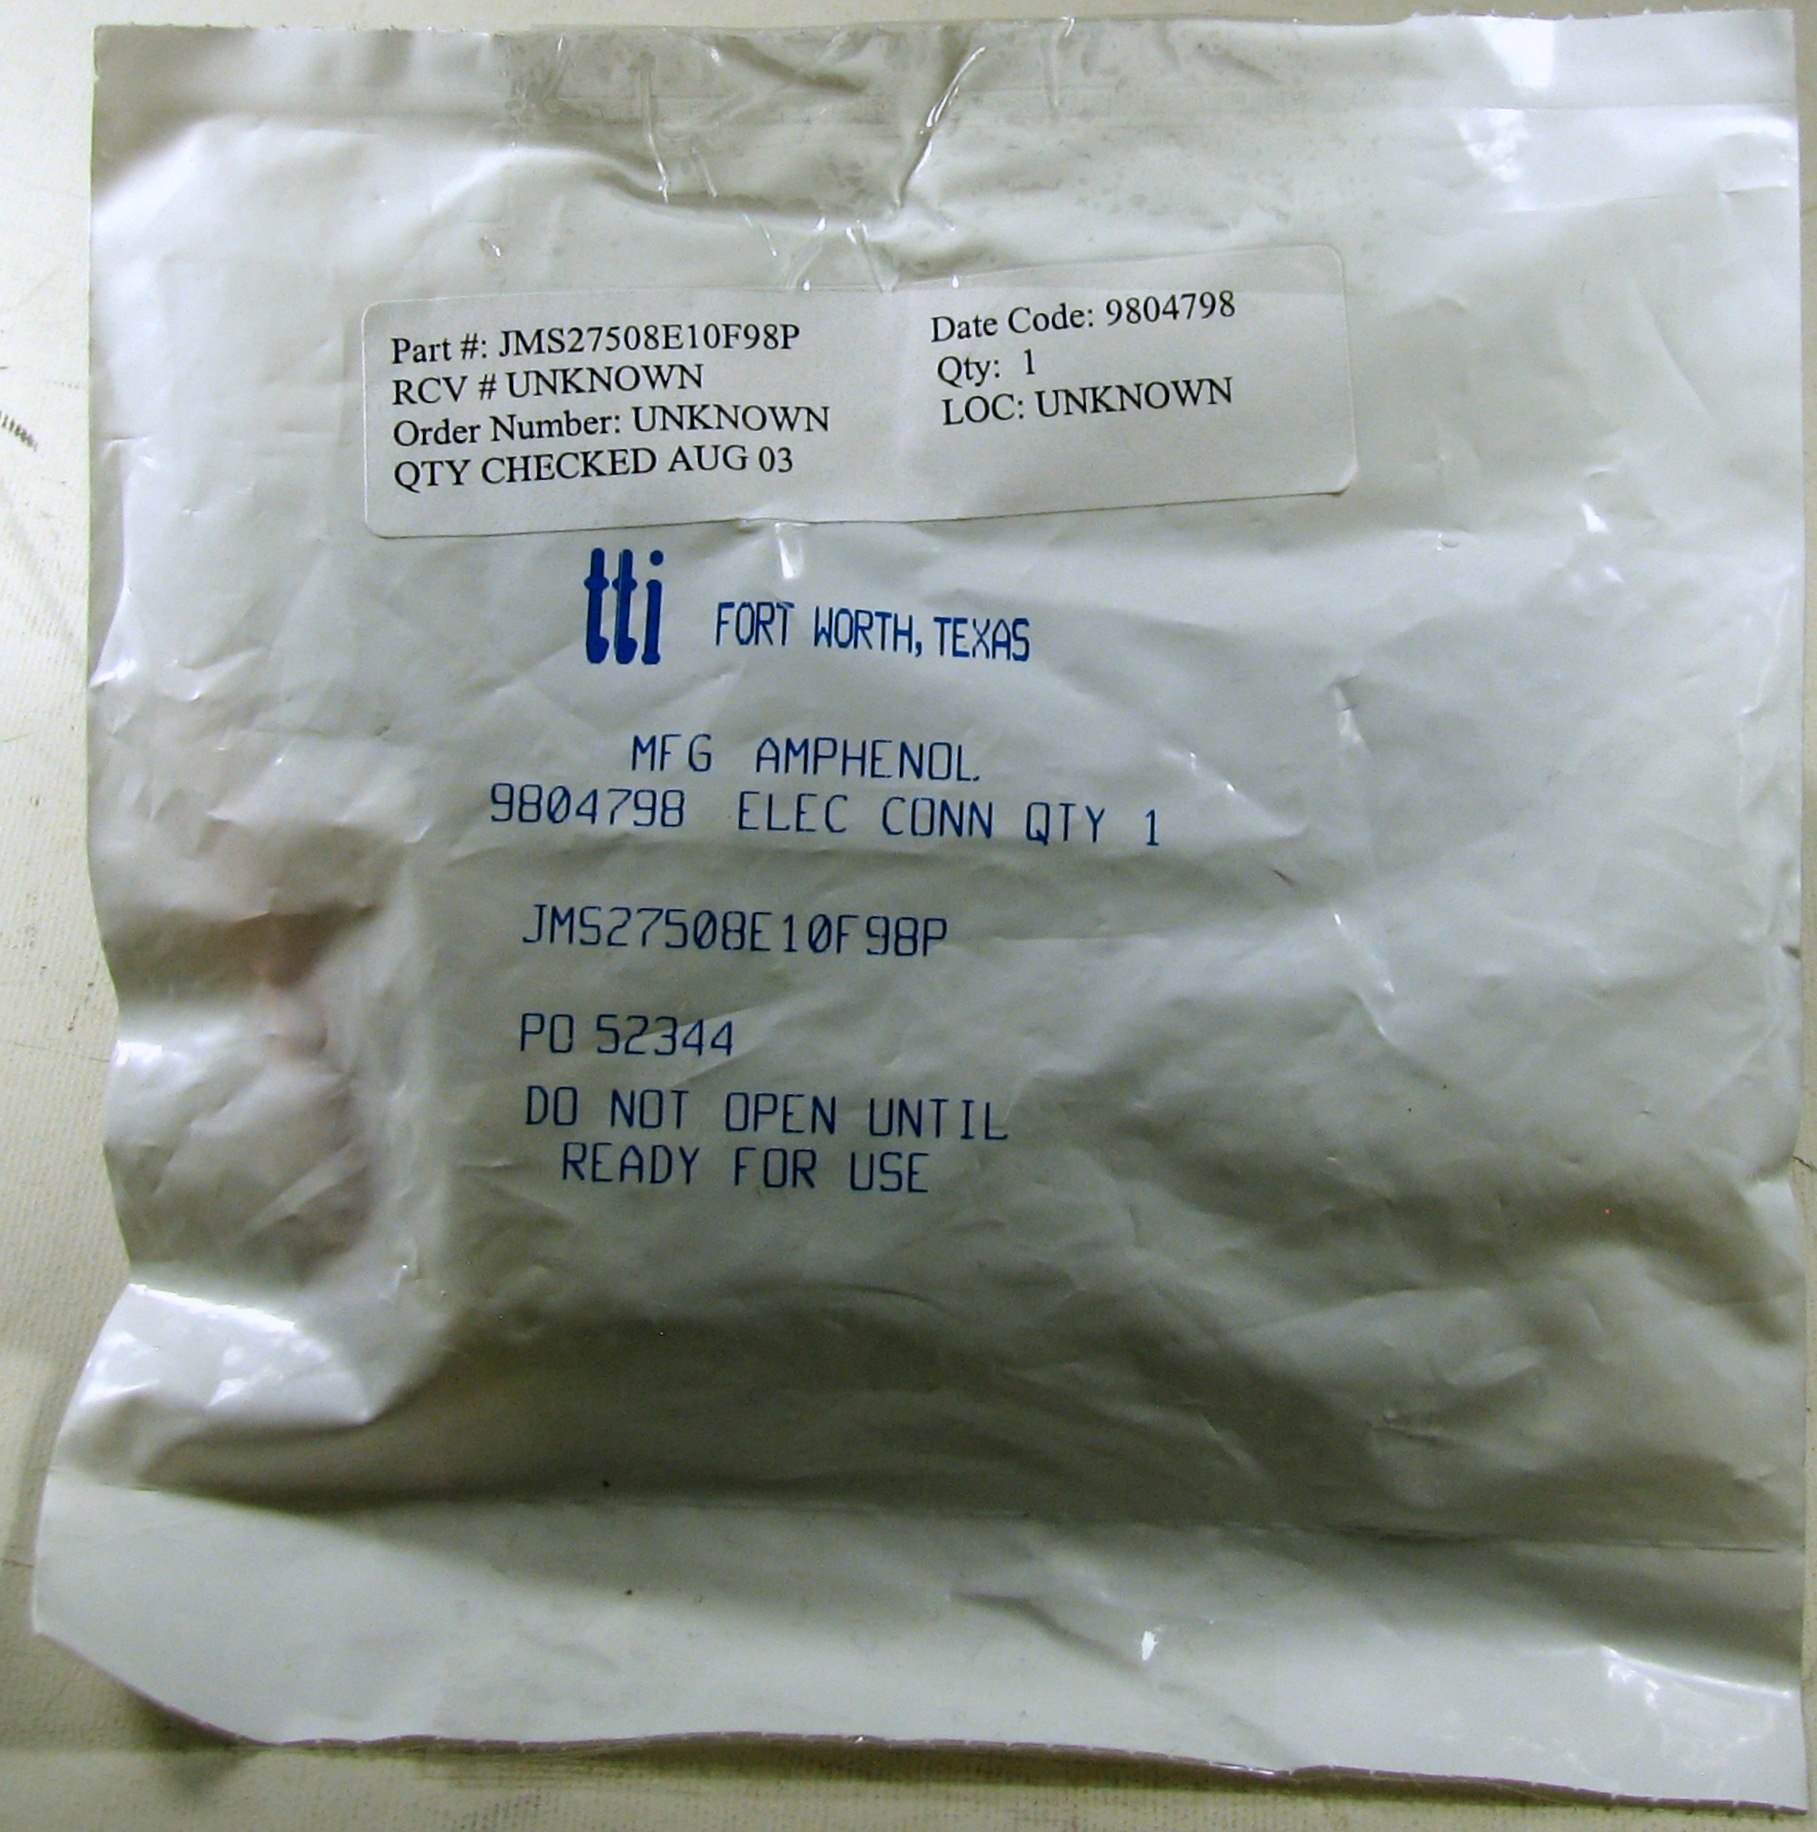 Part #: JMS27508E10F98P
RCV # UNKNOWN
Order Number: UNKNOWN
QTY CHECKED AUG 03
Date Code: 9804798
Qty: 1
LOC: UNKNOWN
tti FORT WORTH, TEXAS
MFG AMPHENOL.
9804798 ELEC CONN QTY 1
JMS27508E10F98P
PO 52344
DO NOT OPEN UNTIL
READY FOR USE